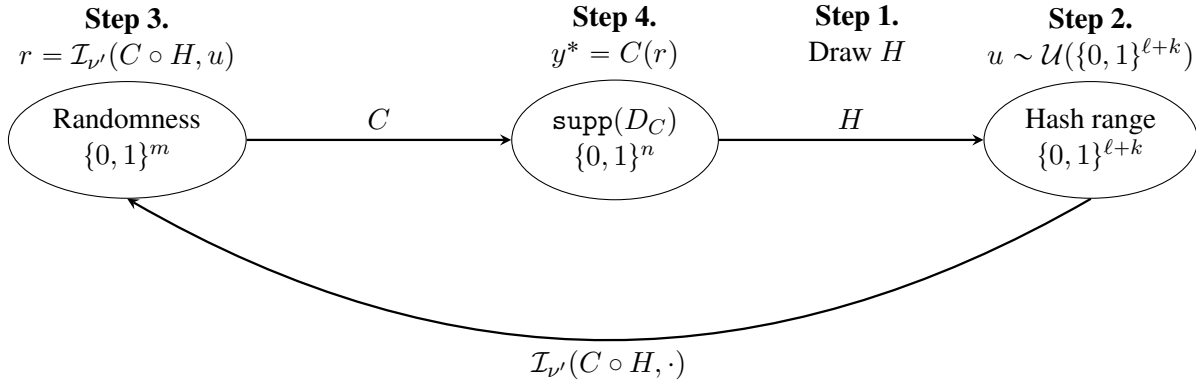 Step 3.
r = 𝓘_{ν′}(C ∘ H, u)
Step 4.
y* = C(r)
Step 1.
Draw H
Step 2.
u ∼ 𝒰({0, 1}^{ℓ+k})
Randomness
{0, 1}^m
C
supp(D_C)
{0, 1}^n
H
Hash range
{0, 1}^{ℓ+k}
𝓘_{ν′}(C ∘ H, ·)